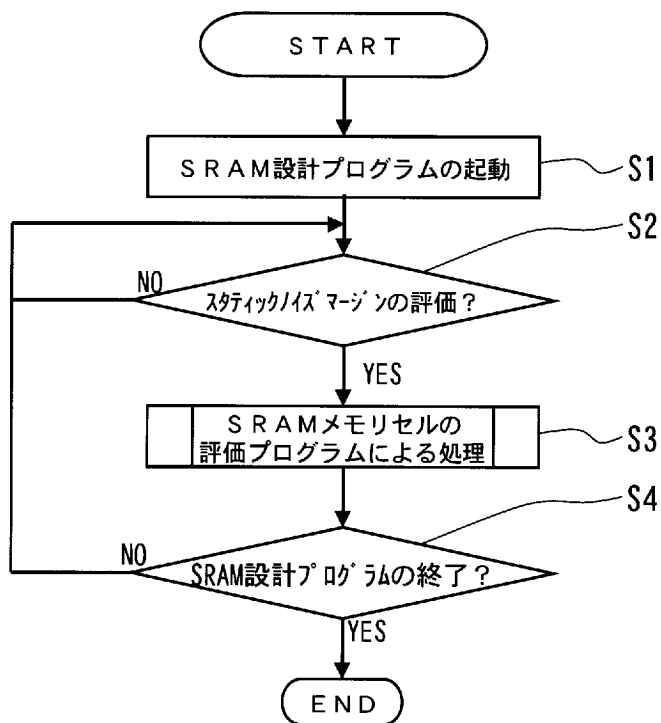 START
SRAM設計プログラムの起動
S1
S2
NO
スタティックノイズマージンの評価？
YES
SRAMメモリセルの
評価プログラムによる処理
S3
S4
NO
SRAM設計プログラムの終了？
YES
END